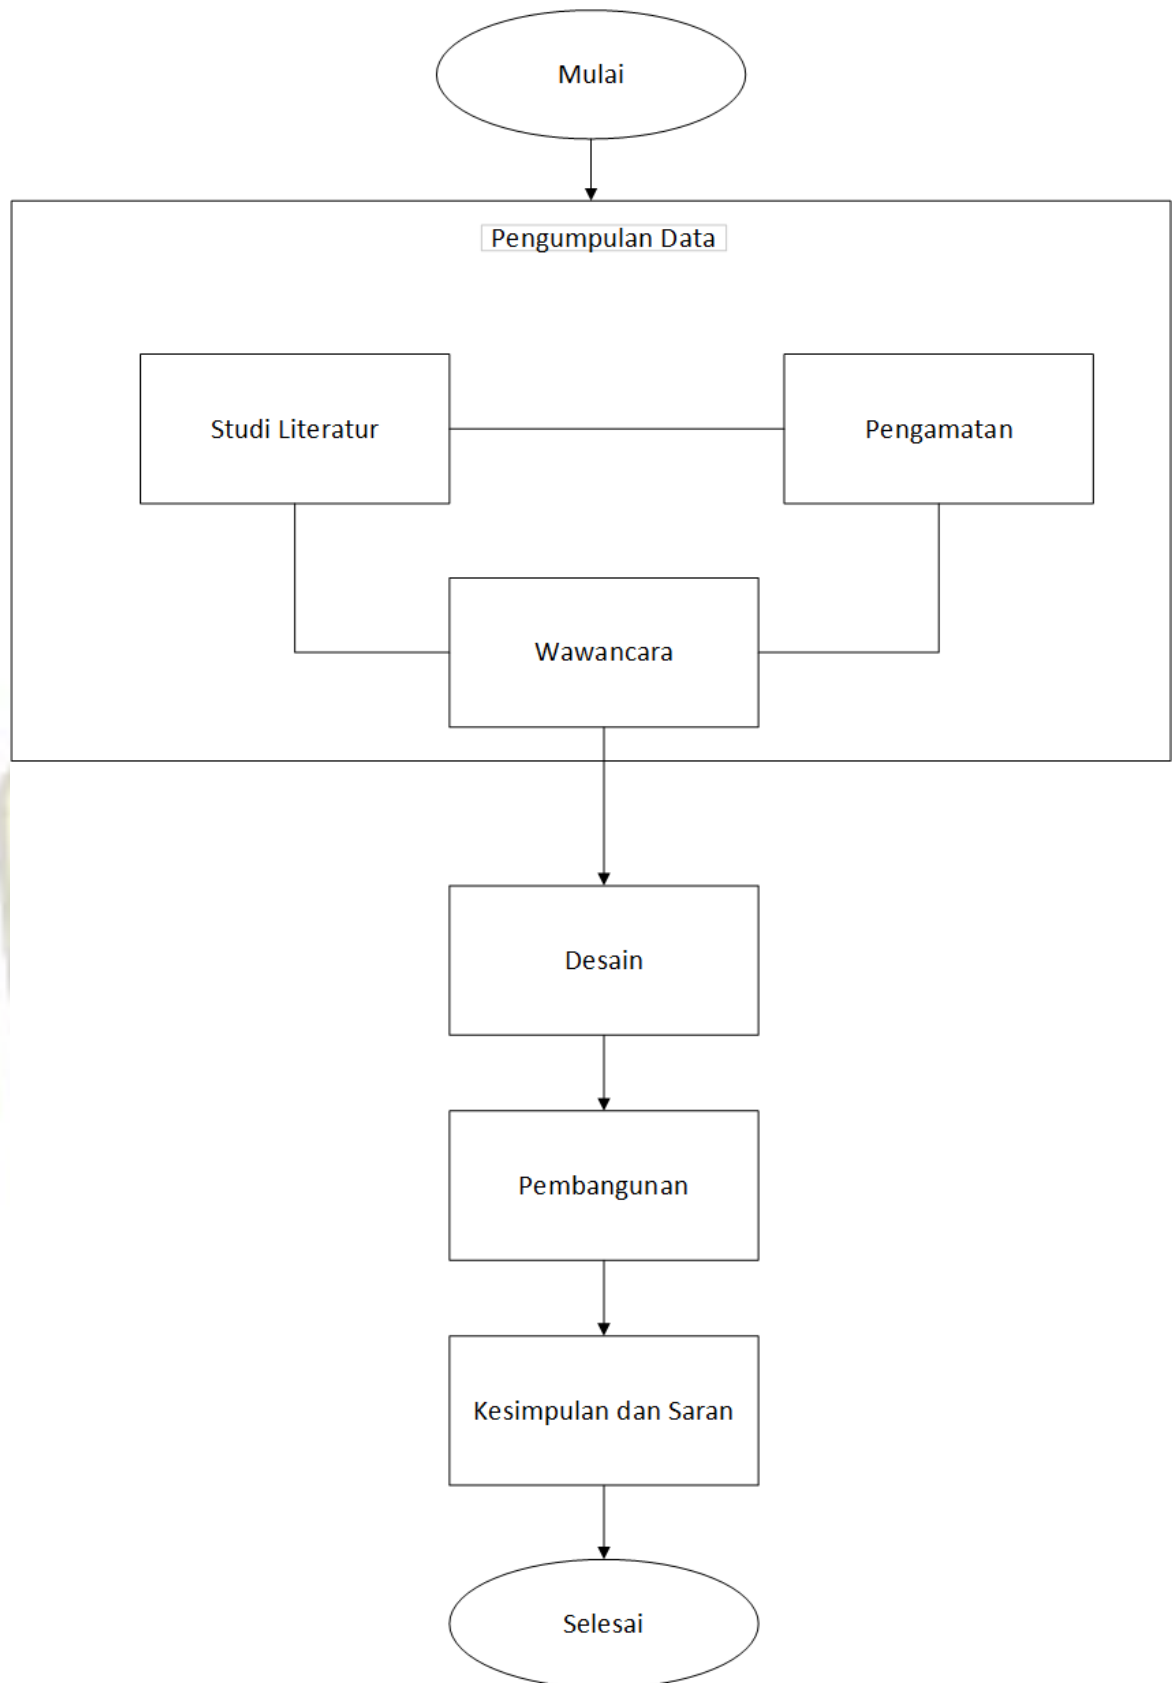 Mulai
Pengumpulan Data
Studi Literatur
Pengamatan
Wawancara
Desain
Pembangunan
Kesimpulan dan Saran
Selesai